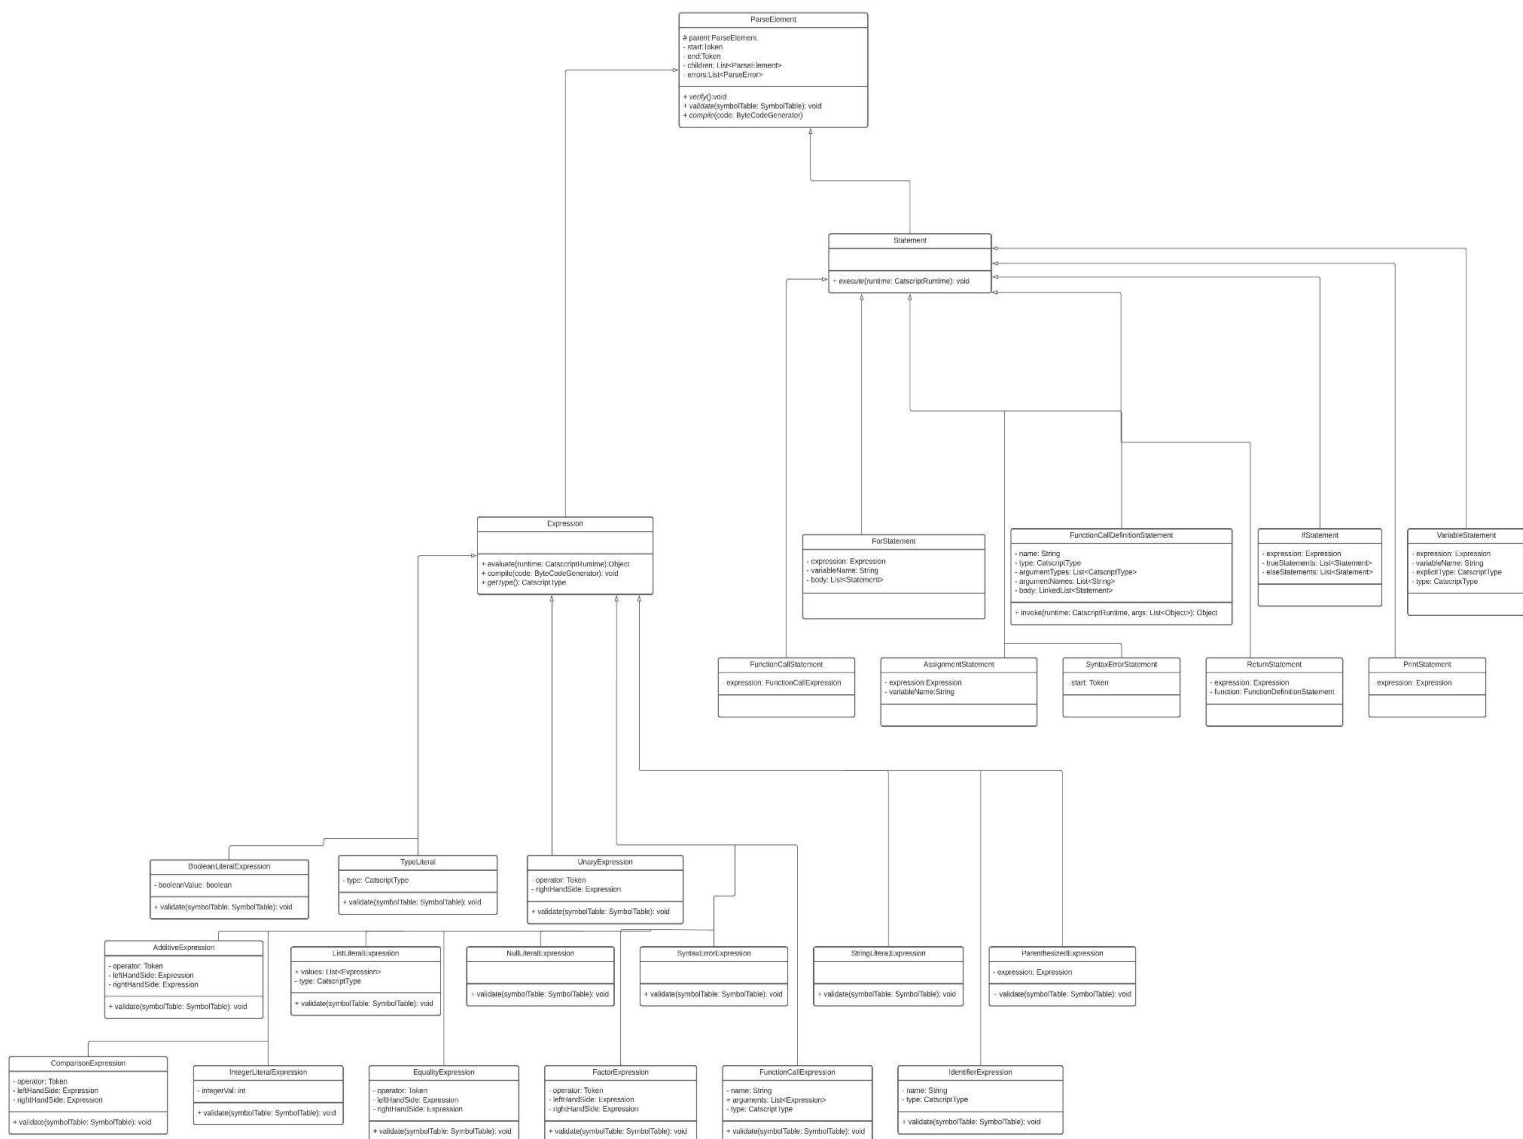 ParseElement
# parent:ParseElement
- start:Token
- end:Token
- children: List<ParseElement>
- errors:List<ParseError>
+ verify():void
+ validate(symbolTable: SymbolTable): void
+ compile(code: ByteCodeGenerator)
Statement
+ execute(runtime: CatscriptRuntime): void
Expression
+ evaluate(runtime: CatsccriptRuntime):Object
+ compile(code: ByteCodeGenerator): void
+ getType(): CatscriptType
ForStatement
- expression: Expression
- variableName: String
- body: List<Statement>
FunctionCallDefinitionStatement
- name: String
- type: CatscriptType
- argumentTypes: List<CatscriptType>
- argumentNames: List<String>
- body: LinkedList<Statement>
+ invoke(runtime: CatscriptRuntime, args: List<Object>): Object
IfStatement
- expression: Expression
- trueStatements: List<Statement>
- elseStatements: List<Statement>
VariableStatement
- expression: Expression
- variableName: String
- explicitType: CatscriptType
- type: CatscriptType
FunctionCallStatement
- expression: FunctionCallExpression
AssignmentStatement
- expression:Expression
- variableName:String
SyntaxErrorStatement
start: Token
ReturnStatement
- expression: Expression
- function: FunctionDefinitionStatement
PrintStatement
- expression: Expression
BooleanLiteralExpression
- booleanValue: boolean
+ validate(symbolTable: SymbolTable): void
TypeLiteral
- type: CatscriptType
+ validate(symbolTable: SymbolTable): void
UnaryExpression
- operator: Token
- rightHandSide: Expression
+ validate(symbolTable: SymbolTable): void
AdditiveExpression
- operator: Token
- leftHandSide: Expression
- rightHandSide: Expression
+ validate(symbolTable: SymbolTable): void
ListLiteralExpression
+ values: List<Expression>
- type: CatscriptType
+ validate(symbolTable: SymbolTable): void
NullLiteralExpression
+ validate(symbolTable: SymbolTable): void
SyntaxErrorExpression
+ validate(symbolTable: SymbolTable): void
StringLitera;Expression
+ validate(symbolTable: SymbolTable): void
ParenthesizedExpression
- expression: Expression
+ validate(symbolTable: SymbolTable): void
ComparisonExpression
- operator: Token
- leftHandSide: Expression
- rightHandSide: Expression
+ validate(symbolTable: SymbolTable): void
IntegerLiteralExpression
- integerVal: int
+ validate(symbolTable: SymbolTable): void
EqualityExpression
- operator: Token
- leftHandSide: Expression
- rightHandSide: Expression
+ validate(symbolTable: SymbolTable): void
FactorExpression
- operator: Token
- leftHandSide: Expression
- rightHandSide: Expression
+ validate(symbolTable: SymbolTable): void
FunctionCallExpression
- name: String
+ arguments: List<Expression>
- type: CatscriptType
+ validate(symbolTable: SymbolTable): void
IdentifierExpression
- name: String
- type: CatscriptType
+ validate(symbolTable: SymbolTable): void